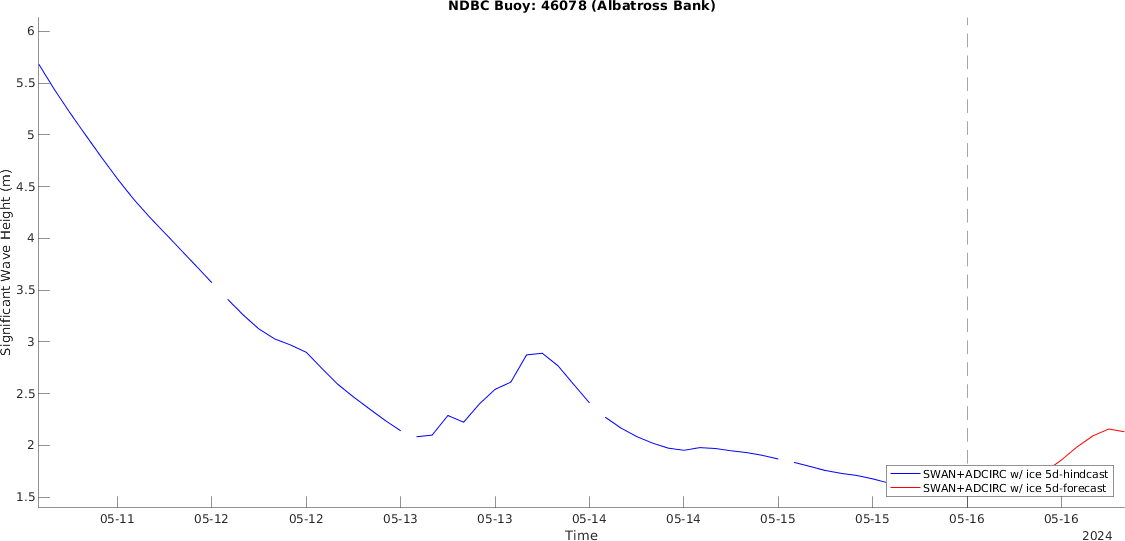 NDBC Buoy: 46078 (Albatross Bank)
Significant Wave Height (m)
6
5.5
5
4.5
4
3.5
3
2.5
2
1.5
SWAN+ADCIRC w/ ice 5d-hindcast
SWAN+ADCIRC w/ ice 5d-forecast
05-11 05-12 05-12 05-13 05-13 05-14 05-14 05-15 05-15 05-16 05-16
Time
2024